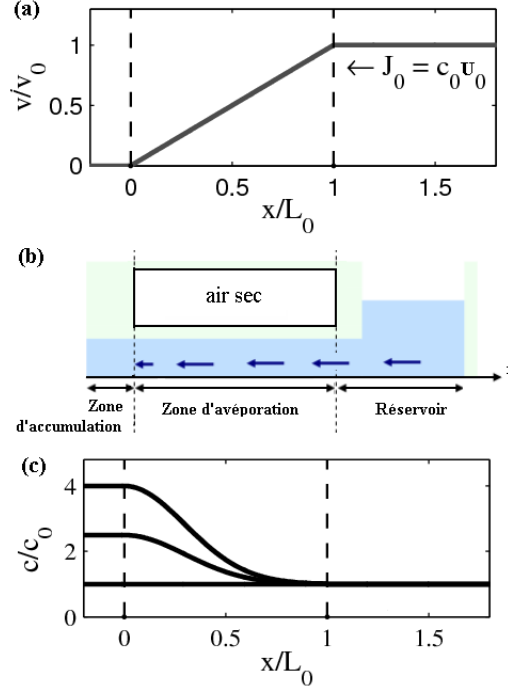 (a)
v/v0
1
0.5
0
← J0 = c0υ0
0
0.5
1
1.5
x/L0
(b)
air sec
x
Zone
d'accumulation
Zone d'avéporation
Réservoir
(c)
c/c0
4
2
0
0
0.5
1
1.5
x/L0